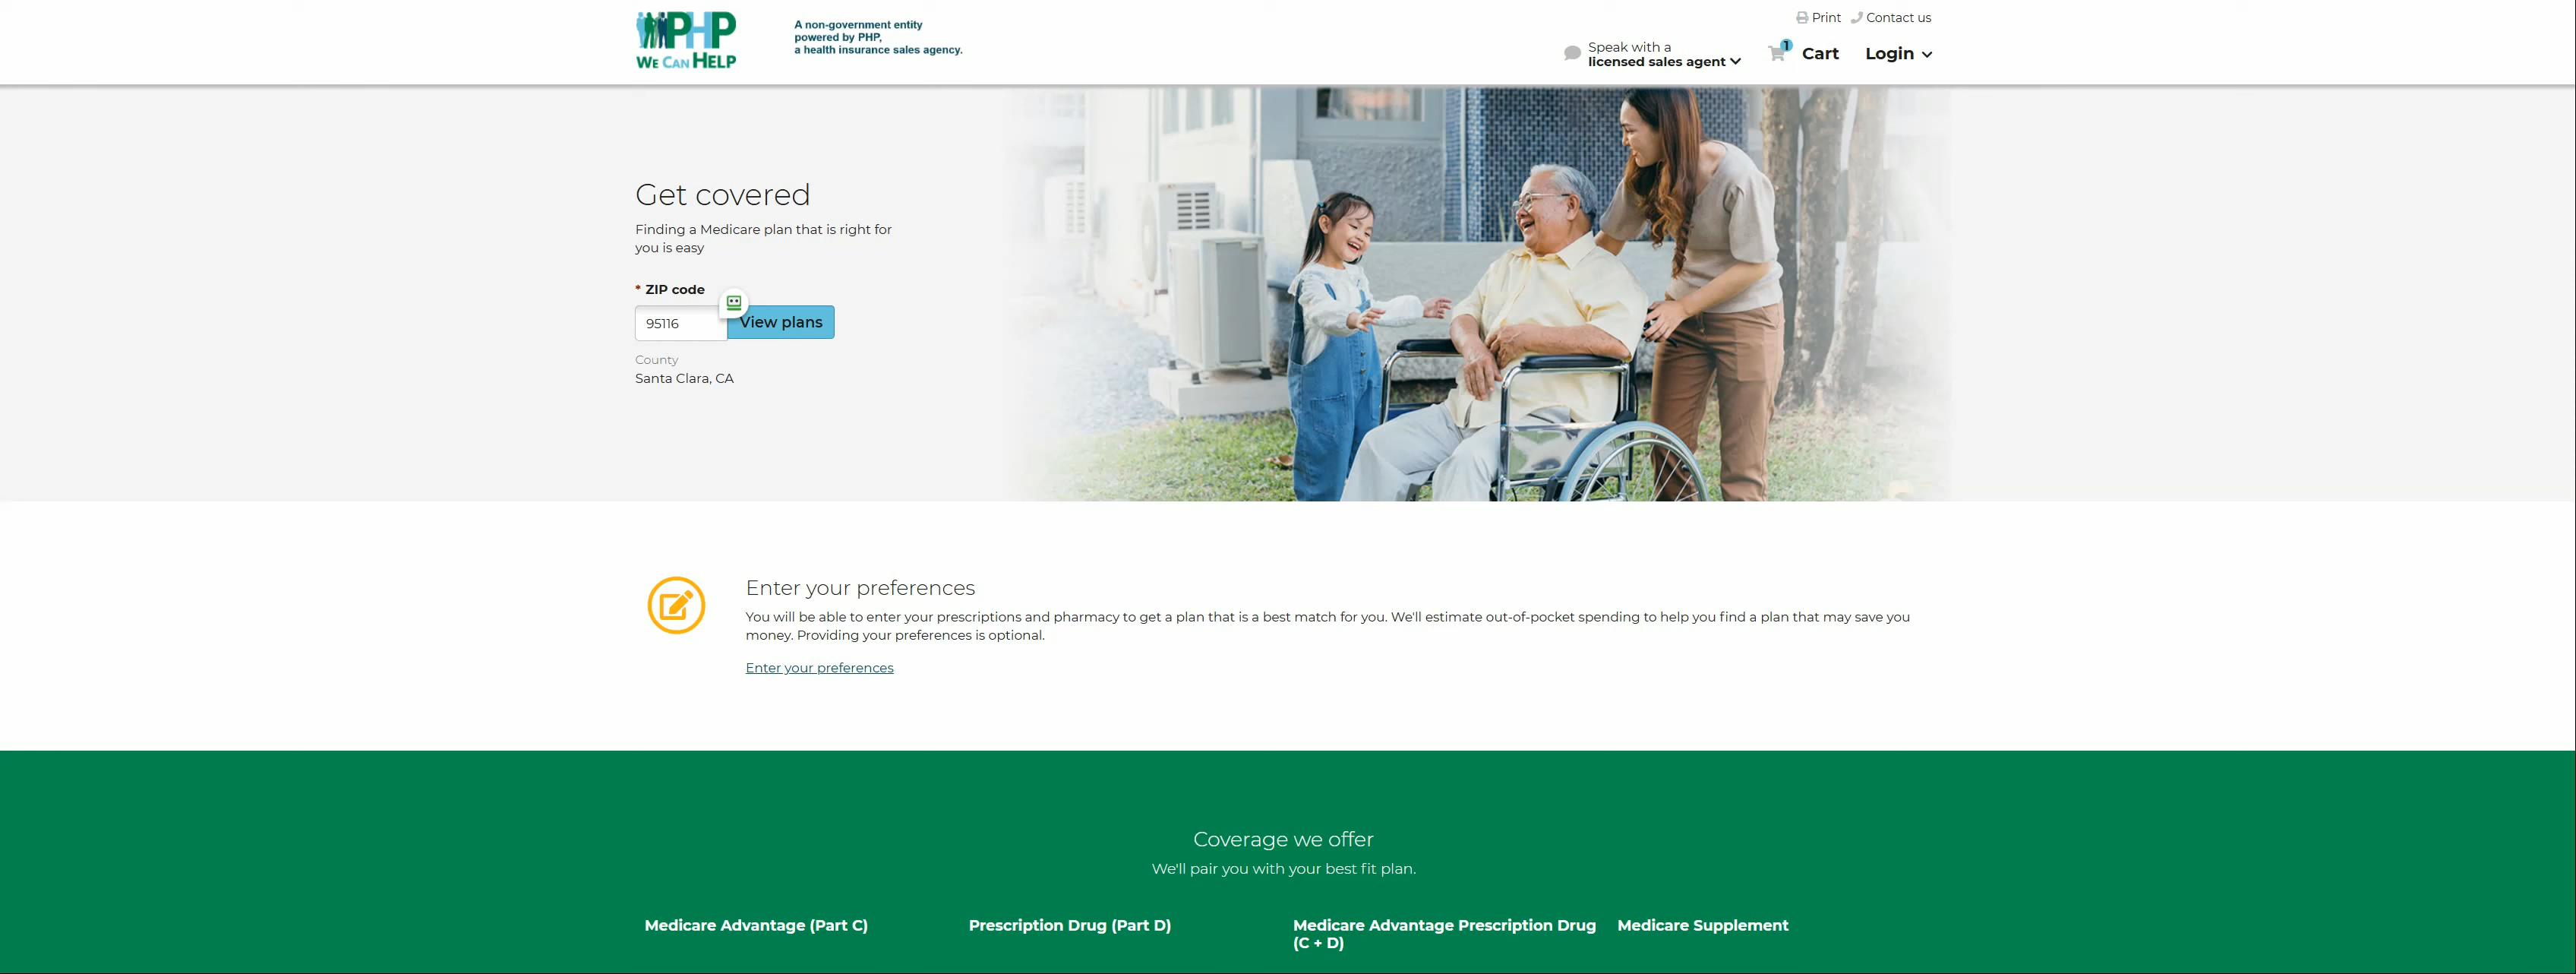 PHP
WE CAN HELP
A non-government entity
powered by PHP,
a health insurance sales agency.
Print
Contact us
Speak with a
licensed sales agent
1
Cart
Login
Get covered
Finding a Medicare plan that is right for
you is easy
* ZIP code
95116
View plans
County
Santa Clara, CA
Enter your preferences
You will be able to enter your prescriptions and pharmacy to get a plan that is a best match for you. We'll estimate out-of-pocket spending to help you find a plan that may save you
money. Providing your preferences is optional.
Enter your preferences
Coverage we offer
We'll pair you with your best fit plan.
Medicare Advantage (Part C)
Prescription Drug (Part D)
Medicare Advantage Prescription Drug
(C + D)
Medicare Supplement